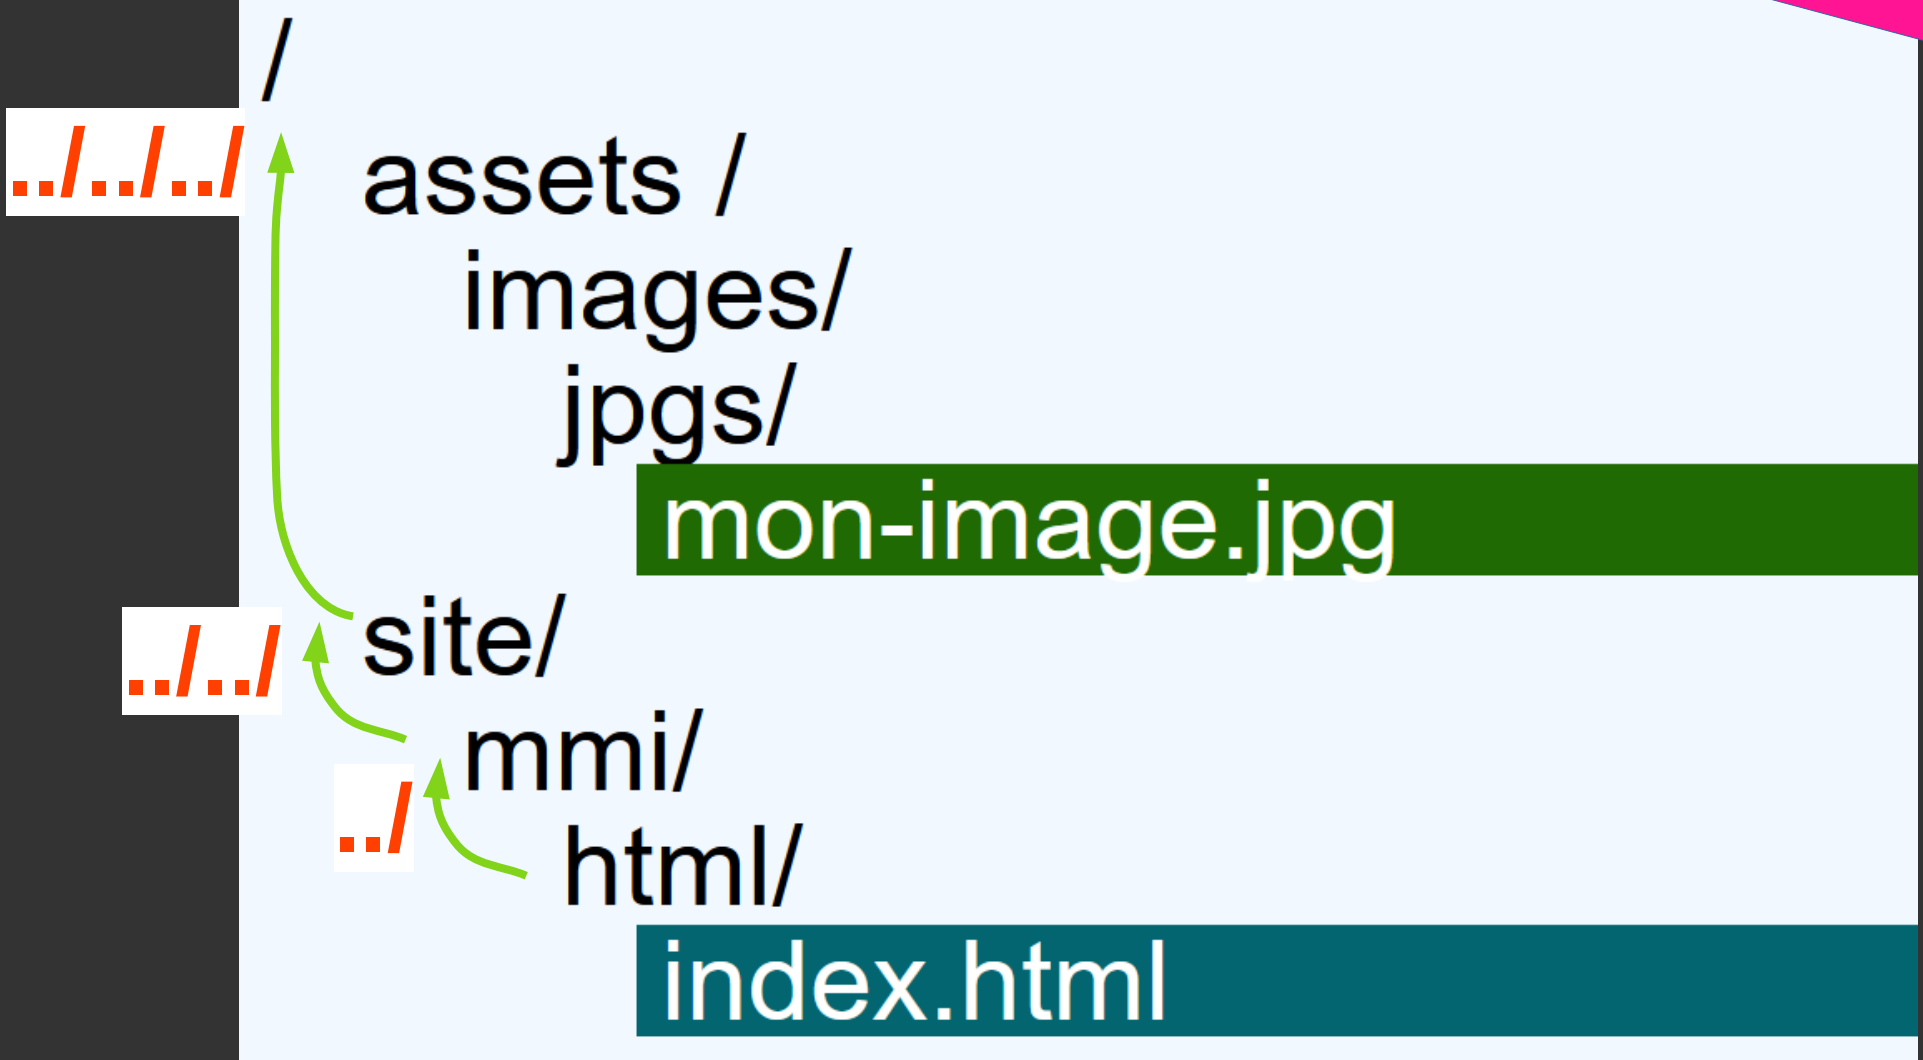 /
../../../
assets /
images/
jpgs/
mon-image.jpg
site/
../../
mmi/
../
html/
index.html